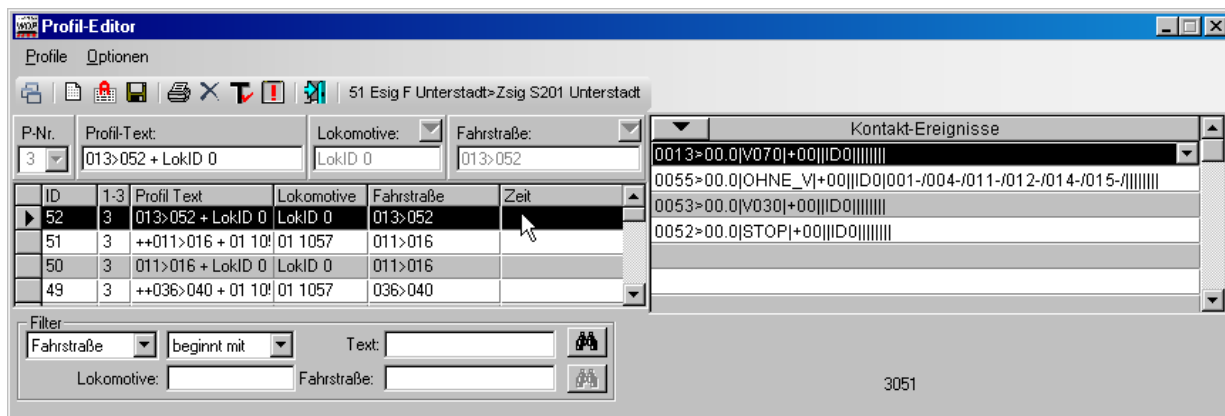 WDP Profil-Editor
Profile Optionen
51 Esig F Unterstadt>Zsig S201 Unterstadt
P-Nr. Profil-Text: Lokomotive: Fahrstraße:
3 013>052 + LokID 0 LokID 0 013>052
ID 1-3 Profil Text Lokomotive Fahrstraße Zeit
52 3 013>052 + LokID 0 LokID 0 013>052
51 3 ++011>016 + 01 10 01 1057 011>016
50 3 011>016 + LokID 0 LokID 0 011>016
49 3 ++036>040 + 01 10 01 1057 036>040
Kontakt-Ereignisse
0013>00.0|V070|+00|||ID0||||||||
0055>00.0|OHNE_V|+00|||ID0|001-/004-/011-/012-/014-/015-/||||||||
0053>00.0|V030|+00|||ID0||||||||
0052>00.0|STOP|+00|||ID0||||||||
Filter
Fahrstraße beginnt mit Text:
Lokomotive: Fahrstraße:
3051